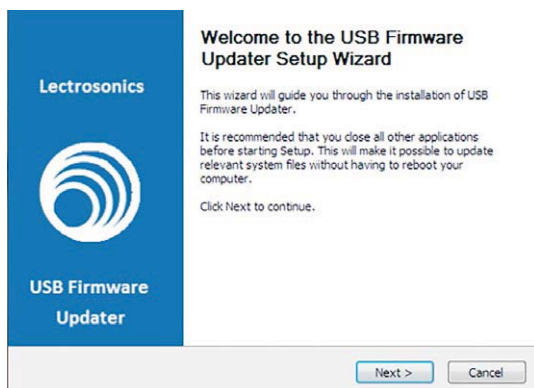 Lectrosonics
USB Firmware
Updater
Welcome to the USB Firmware
Updater Setup Wizard
This wizard will guide you through the installation of USB
Firmware Updater.
It is recommended that you close all other applications
before starting Setup. This will make it possible to update
relevant system files without having to reboot your
computer.
Click Next to continue.
Next >
Cancel